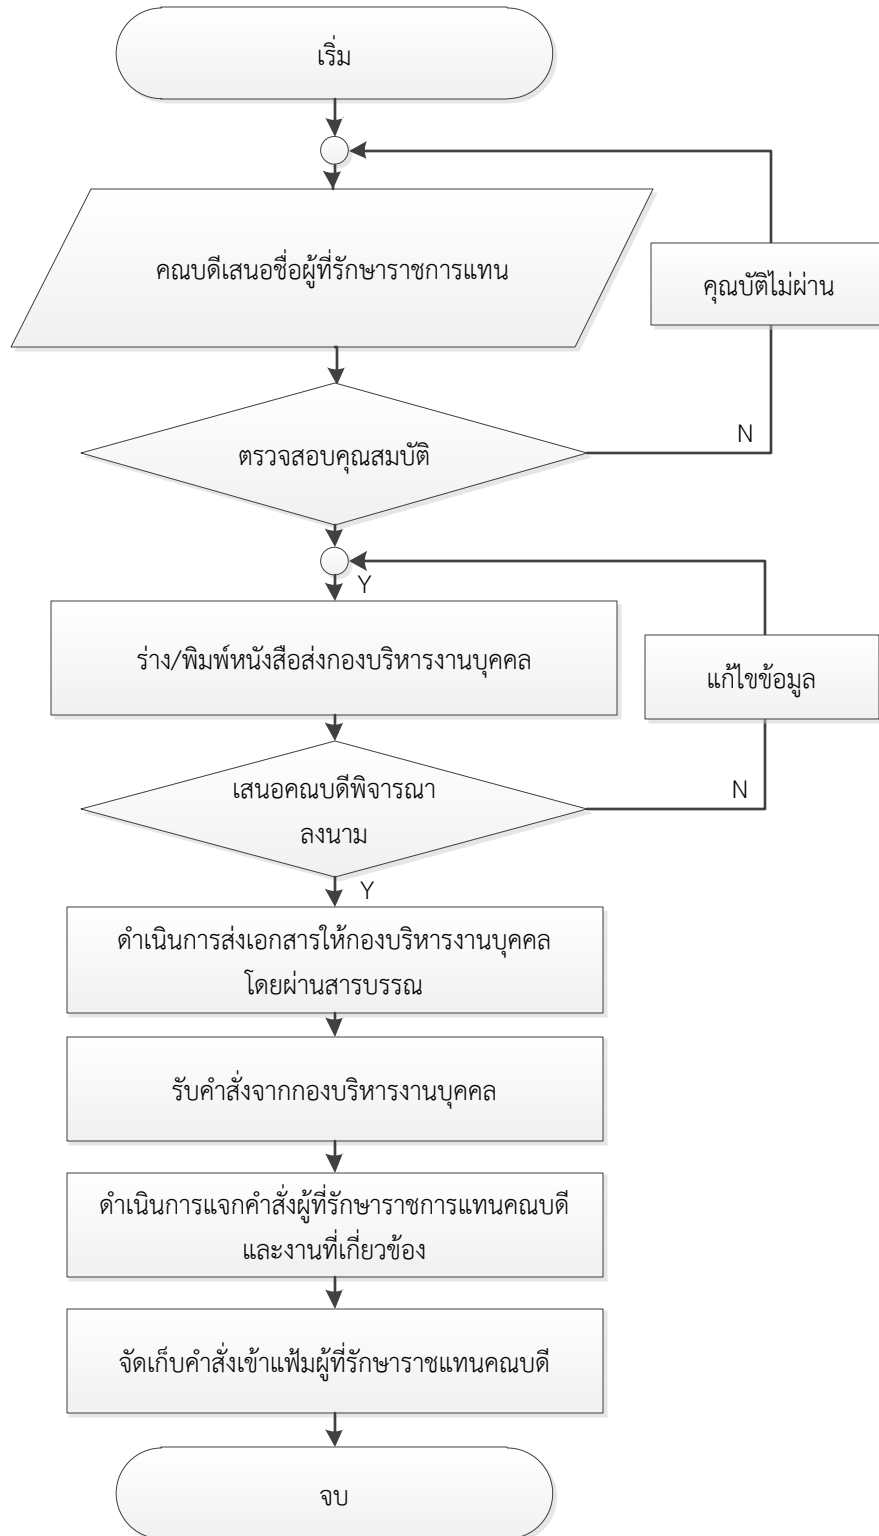 เริ่ม
คณบดีเสนอชื่อผู้ที่รักษาราชการแทน
คุณบัติไม่ผ่าน
ตรวจสอบคุณสมบัติ
N
Y
ร่าง/พิมพ์หนังสือส่งกองบริหารงานบุคคล
แก้ไขข้อมูล
เสนอคณบดีพิจารณา
ลงนาม
N
Y
ดำเนินการส่งเอกสารให้กองบริหารงานบุคคล
โดยผ่านสารบรรณ
รับคำสั่งจากกองบริหารงานบุคคล
ดำเนินการแจกคำสั่งผู้ที่รักษาราชการแทนคณบดี
และงานที่เกี่ยวข้อง
จัดเก็บคำสั่งเข้าแฟ้มผู้ที่รักษาราชแทนคณบดี
จบ